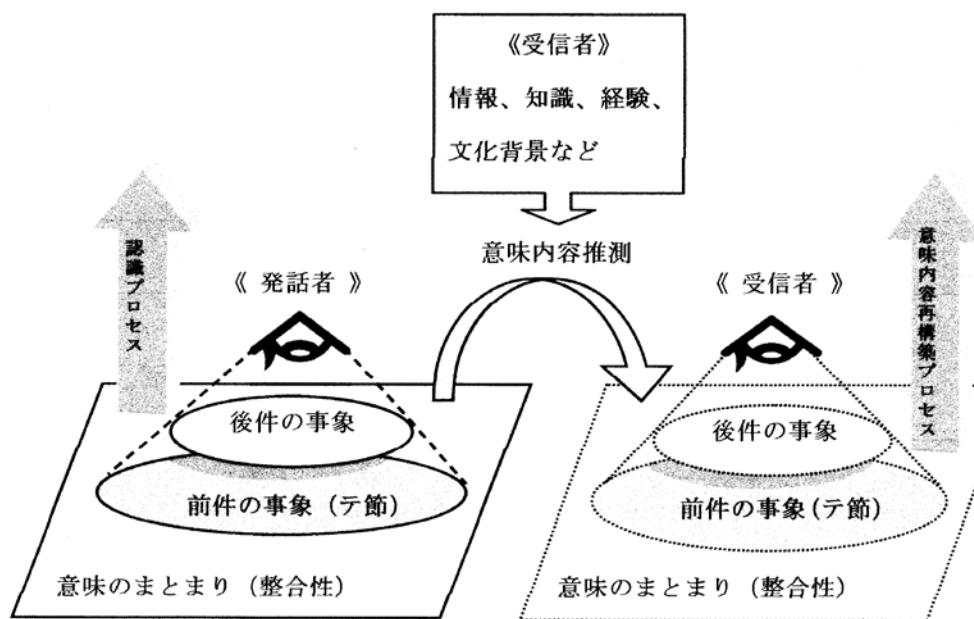 《受信者》
情報、知識、経験、
文化背景など
意味内容推測
認識プロセス
《 発話者 》
後件の事象
前件の事象(テ節)
意味のまとまり(整合性)
《 受信者 》
意味内容再構築プロセス
後件の事象
前件の事象(テ節)
意味のまとまり(整合性)